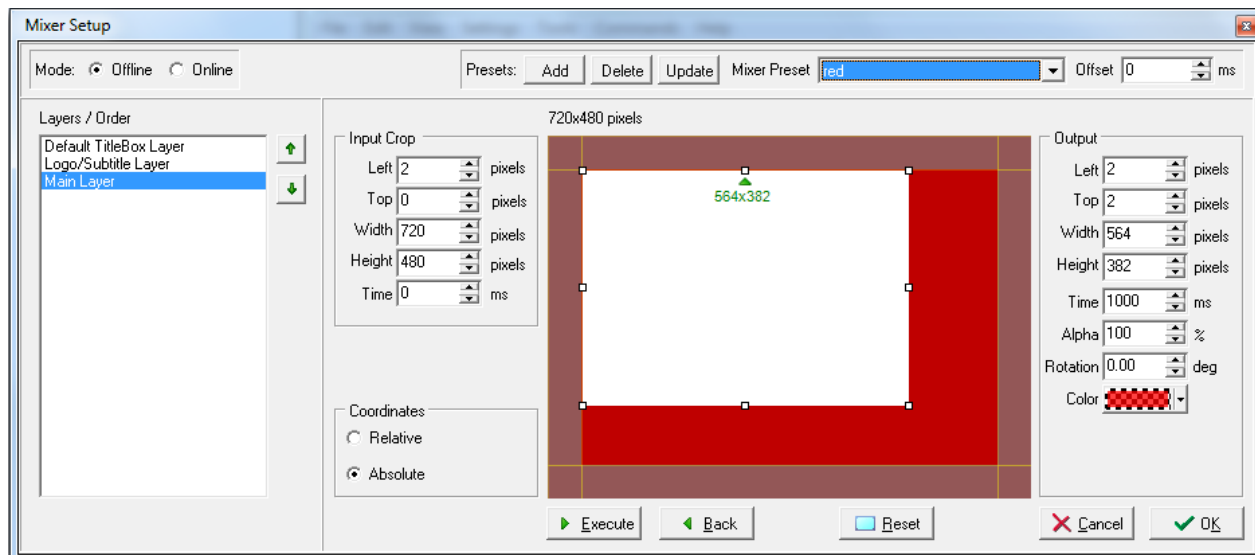 Mixer Setup
Mode: Offline Online
Presets: Add Delete Update Mixer Preset red Offset 0 ms
Layers / Order
Default TitleBox Layer
Logo/Subtitle Layer
Main Layer
Input Crop
Left 2 pixels
Top 0 pixels
Width 720 pixels
Height 480 pixels
Time 0 ms
Coordinates
Relative
Absolute
720x480 pixels
564x382
Output
Left 2 pixels
Top 2 pixels
Width 564 pixels
Height 382 pixels
Time 1000 ms
Alpha 100 %
Rotation 0.00 deg
Color
Execute Back Reset Cancel OK